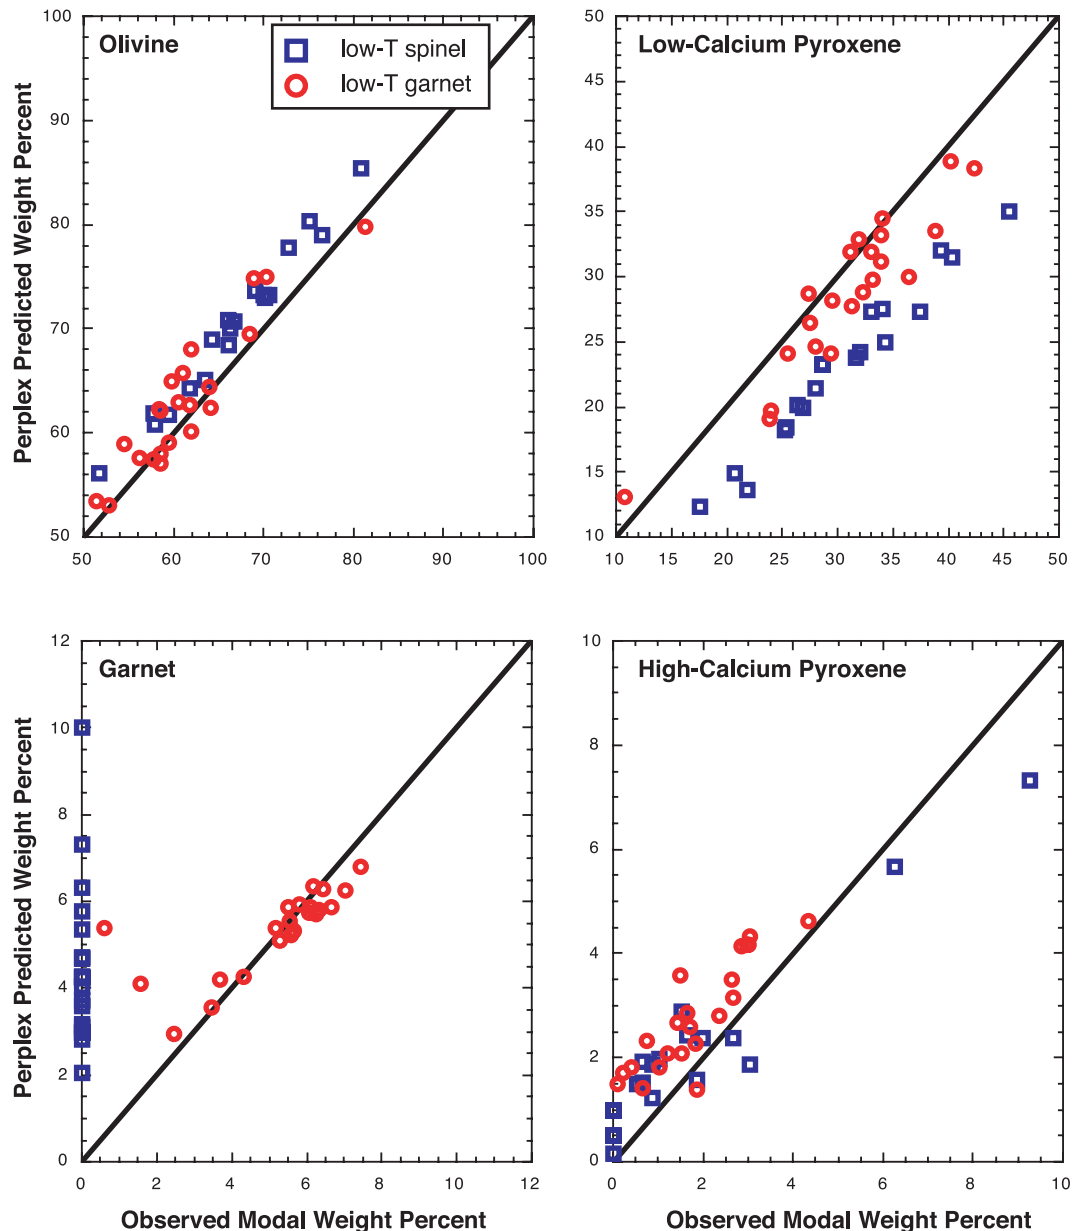 Olivine
low-T spinel
low-T garnet
Perplex Predicted Weight Percent
100
90
80
70
60
50
50 60 70 80 90 100
Low-Calcium Pyroxene
50
45
40
35
30
25
20
15
10
10 15 20 25 30 35 40 45 50
Garnet
Perplex Predicted Weight Percent
12
10
8
6
4
2
0
0 2 4 6 8 10 12
Observed Modal Weight Percent
High-Calcium Pyroxene
10
8
6
4
2
0
0 2 4 6 8 10
Observed Modal Weight Percent